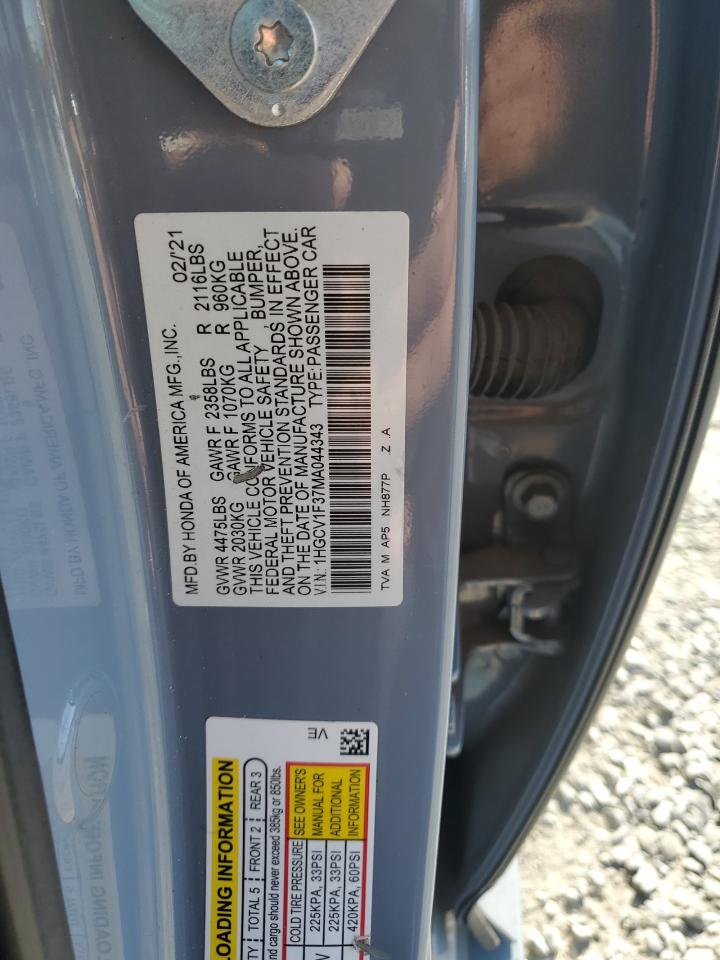 MFD.BY HONDA OF AMERICA MFG.,INC. 02/'21
GVWR 4475LBS GAWR F 2358LBS R 2116LBS
GVWR 2030KG GAWR F 1070KG R 960KG
THIS VEHICLE CONFORMS TO ALL APPLICABLE
FEDERAL MOTOR VEHICLE SAFETY BUMPER,
AND THEFT PREVENTION STANDARDS IN EFFECT
ON THE DATE OF MANUFACTURE SHOWN ABOVE.
V.I.N.: 1HGCV1F37MA044343 TYPE:PASSENGER CAR
TVA M AP5 NH877P .Z .A
LOADING INFORMATION
TOTAL 5 FRONT 2 REAR 3
cargo should never exceed 385kg or 850lbs.
COLD TIRE PRESSURE SEE OWNER'S
225KPA, 33PSI MANUAL FOR
225KPA, 33PSI ADDITIONAL
420KPA, 60PSI INFORMATION
VE